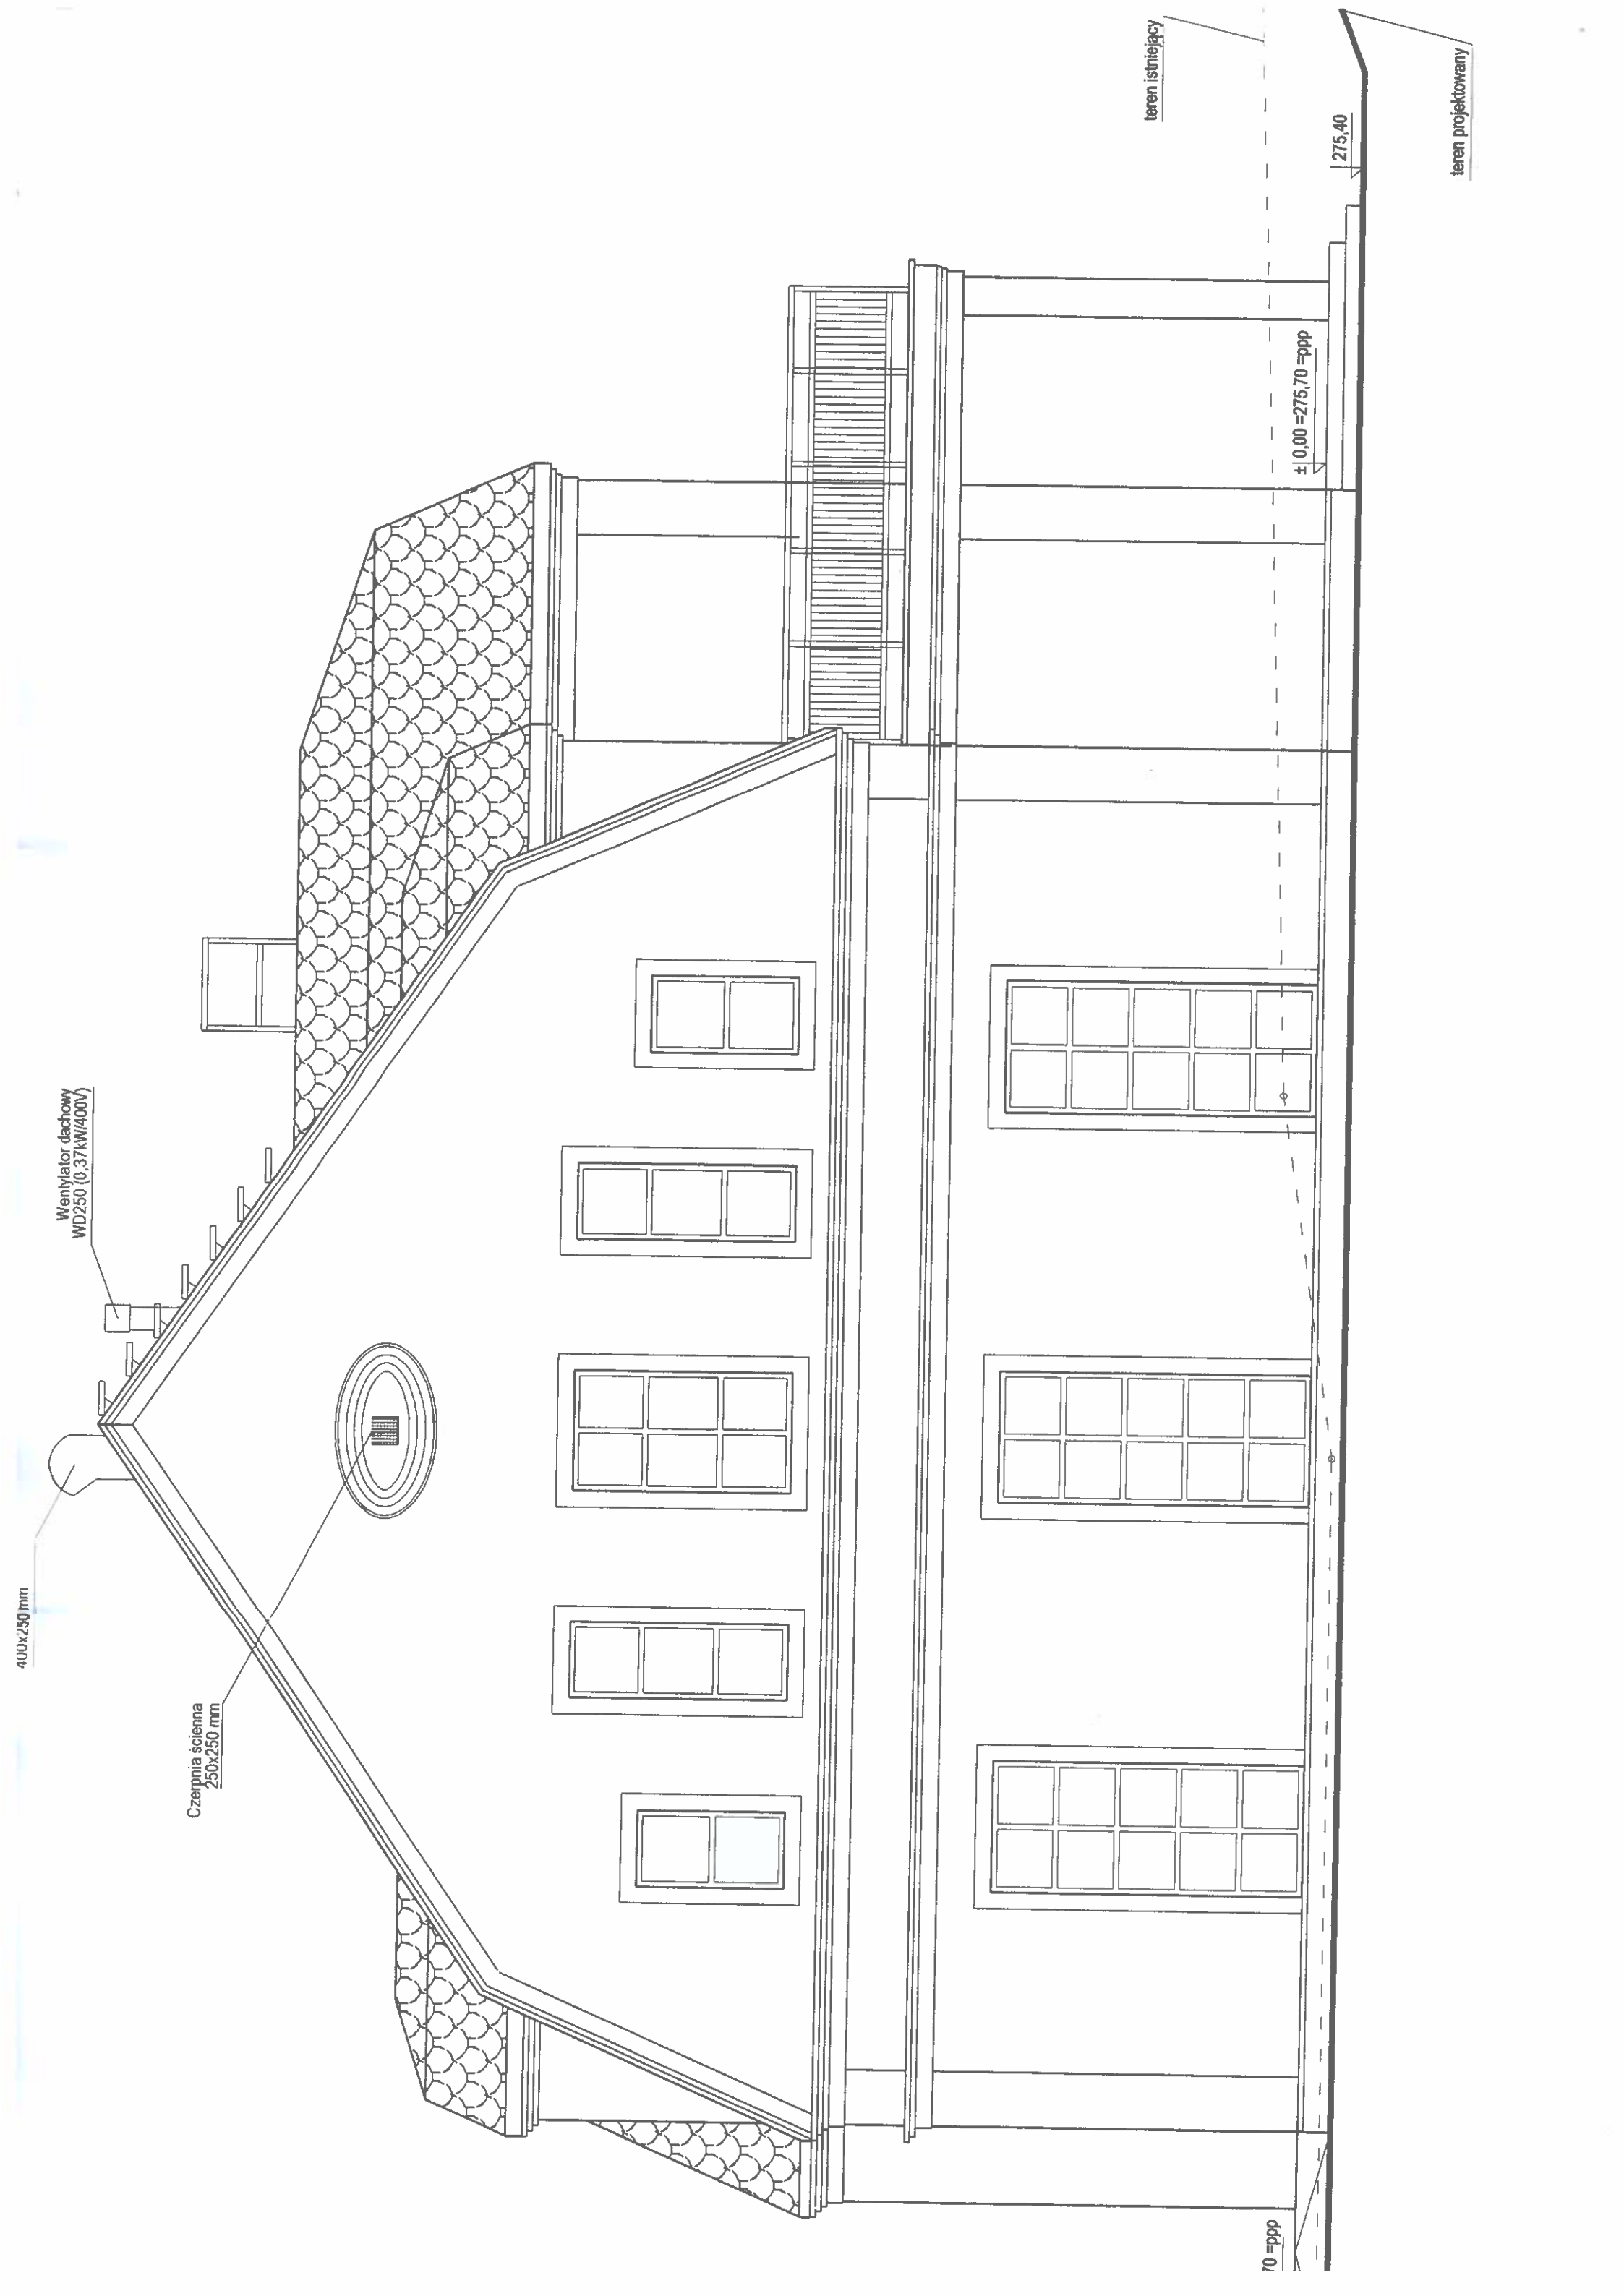 400x250 mm
Czerpnia ścienna
250x250 mm
Wentylator dachowy
WD250 (0,37kW/400V)
teren istniejący
275,40
teren projektowany
± 0,00 =275,70 =ppp
70 =ppp